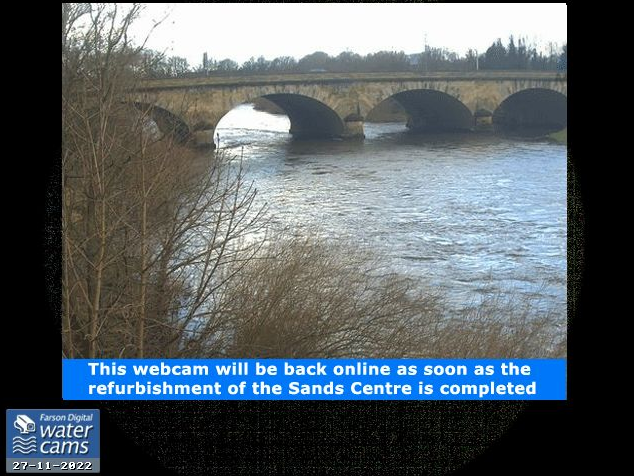 This webcam will be back online as soon as the
refurbishment of the Sands Centre is completed
Farson Digital
water
cams
27-11-2022